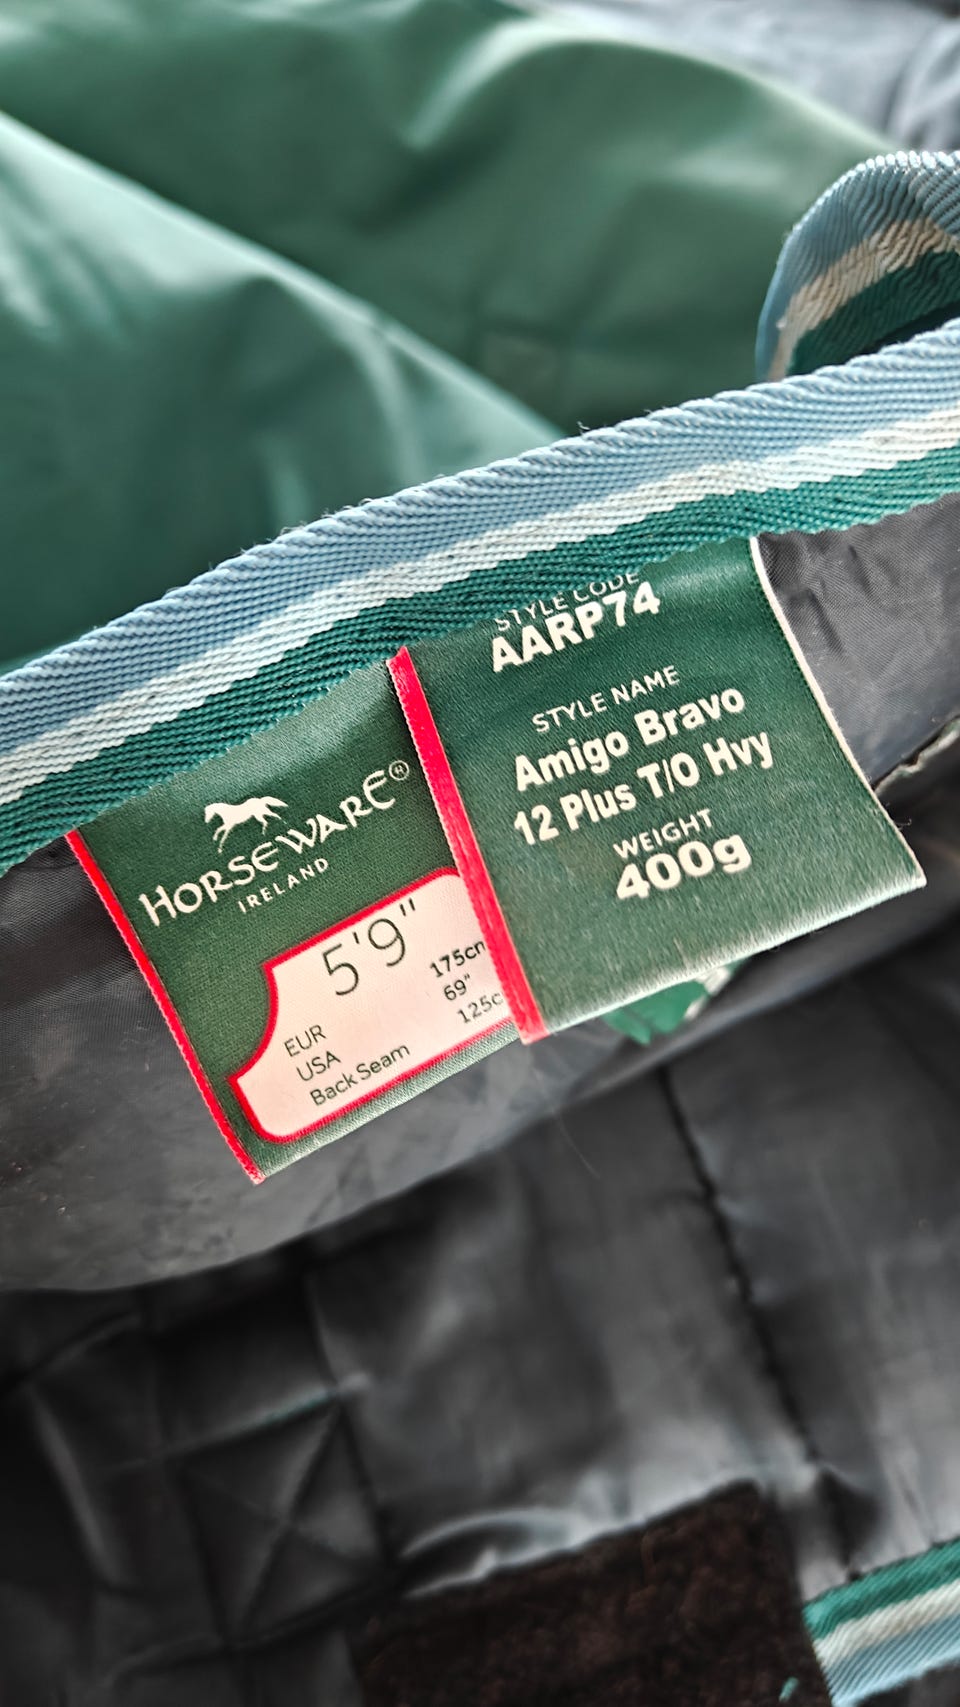 HORSEWARE®
IRELAND
5'9"
EUR 175cm
USA 69"
Back Seam 125c
STYLE CODE
AARP74
STYLE NAME
Amigo Bravo
12 Plus T/O Hvy
WEIGHT
400g